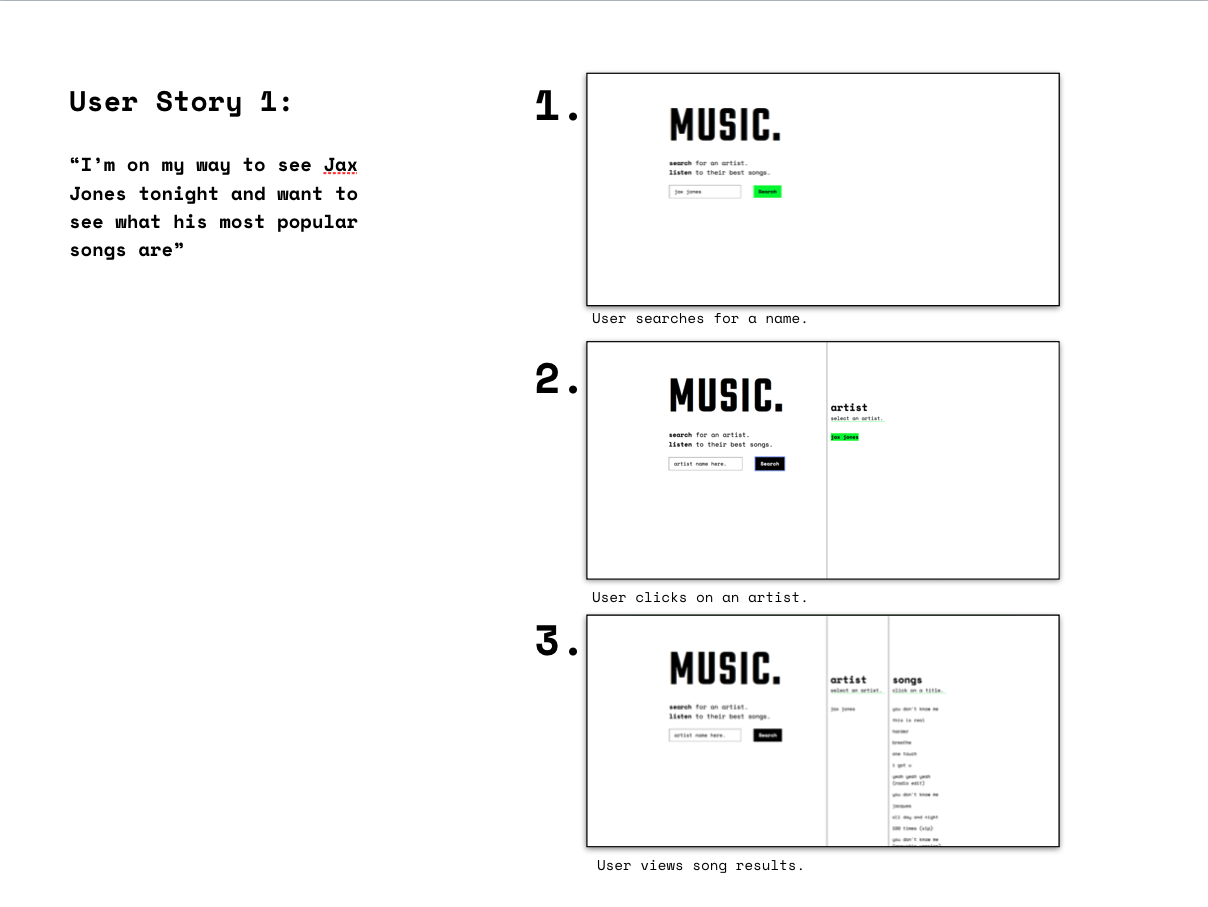 User Story 1:
“I’m on my way to see Jax
Jones tonight and want to
see what his most popular
songs are”
1.
MUSIC.
search for an artist.
listen to their best songs.
jax jones
Search
User searches for a name.
2.
MUSIC.
search for an artist.
listen to their best songs.
artist name here.
Search
artist
select an artist.
jax jones
User clicks on an artist.
3.
MUSIC.
search for an artist.
listen to their best songs.
artist name here.
Search
artist
select an artist.
jax jones
songs
click on a title.
you don't know me
this is real
harder
breathe
one touch
i got u
yeah yeah yeah
(radio edit)
you don't know me
jacques
all day and night
100 times (vip)
you don't know me
User views song results.